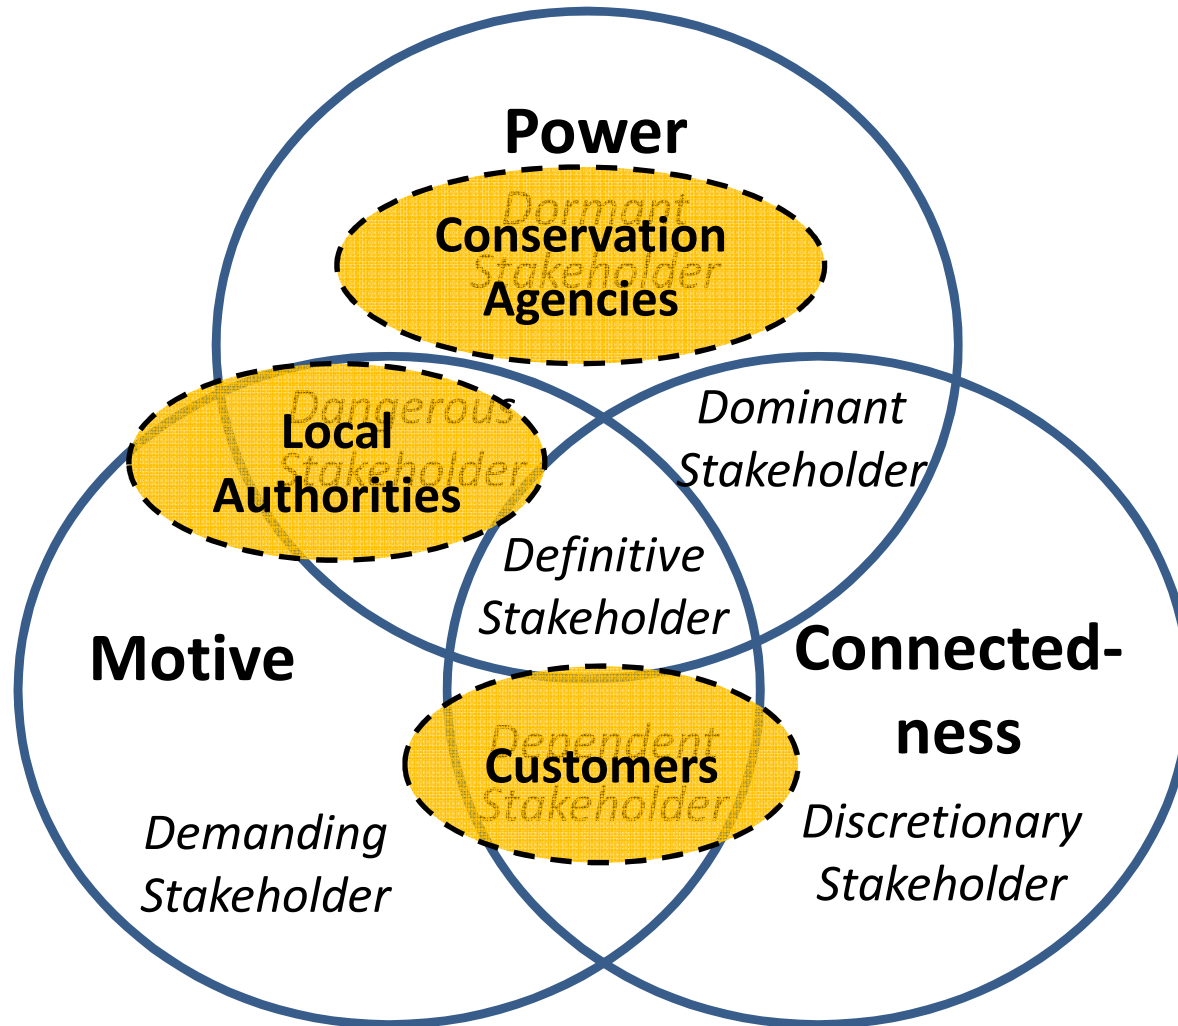 Power
Dormant
Conservation
Stakeholder
Agencies
Dangerous
Local
Stakeholder
Authorities
Dominant
Stakeholder
Definitive
Stakeholder
Motive
Connected-
ness
Dependent
Customers
Stakeholder
Demanding
Stakeholder
Discretionary
Stakeholder